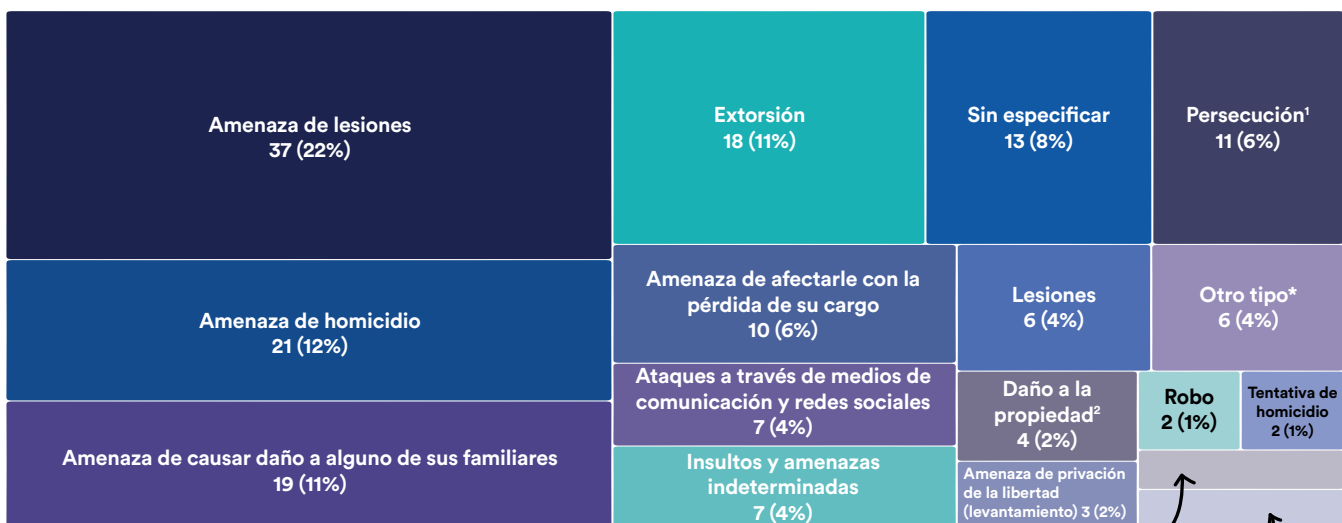 Amenaza de lesiones
37 (22%)
Extorsión
18 (11%)
Sin especificar
13 (8%)
Persecución¹
11 (6%)
Amenaza de homicidio
21 (12%)
Amenaza de afectarle con la
pérdida de su cargo
10 (6%)
Lesiones
6 (4%)
Otro tipo*
6 (4%)
Ataques a través de medios de
comunicación y redes sociales
7 (4%)
Daño a la
propiedad²
4 (2%)
Robo
2 (1%)
Tentativa de
homicidio
2 (1%)
Amenaza de causar daño a alguno de sus familiares
19 (11%)
Insultos y amenazas
indeterminadas
7 (4%)
Amenaza de privación
de la libertad
(levantamiento) 3 (2%)